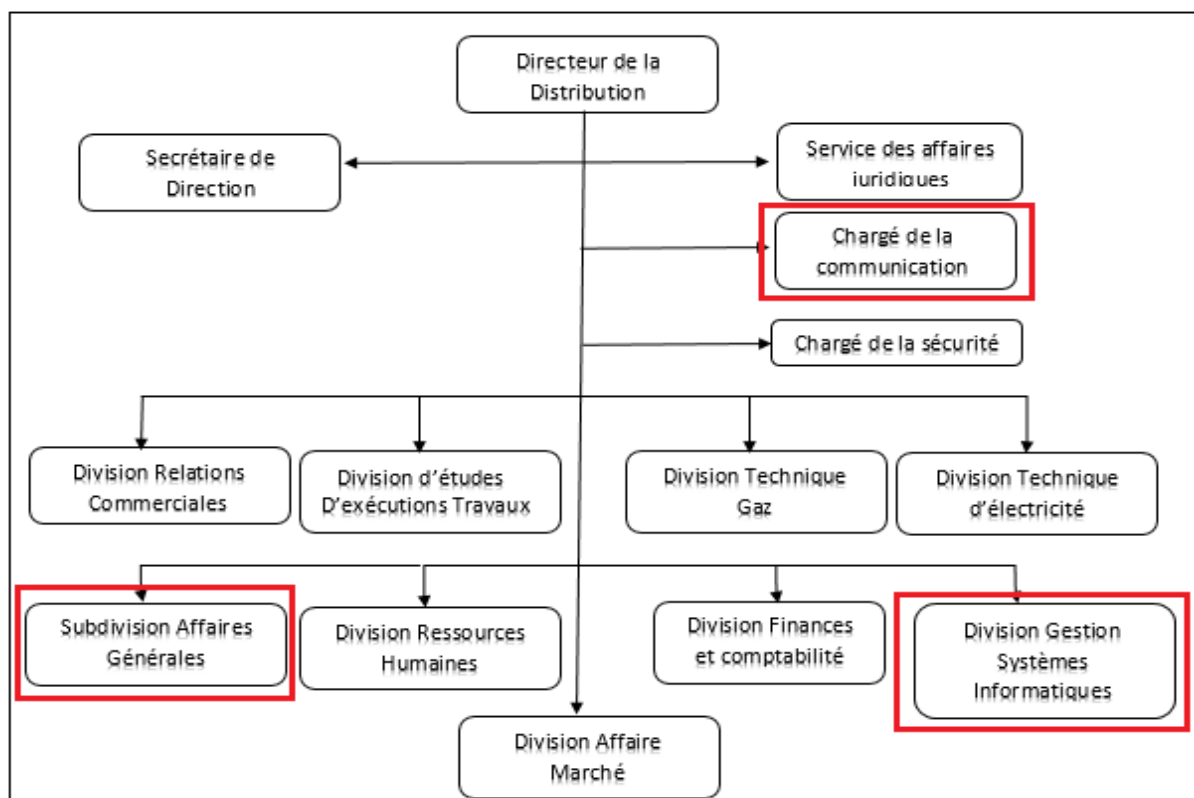 Directeur de la
Distribution
Secrétaire de
Direction
Service des affaires
iuridiques
Chargé de la
communication
Chargé de la sécurité
Division Relations
Commerciales
Division d'études
D'exécutions Travaux
Division Technique
Gaz
Division Technique
d'électricité
Subdivision Affaires
Générales
Division Ressources
Humaines
Division Finances
et comptabilité
Division Gestion
Systèmes
Informatiques
Division Affaire
Marché